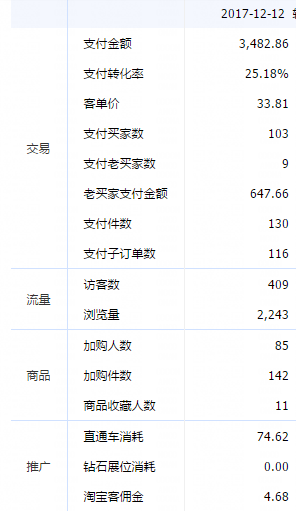 2017-12-12
支付金额 3,482.86
支付转化率 25.18%
客单价 33.81
支付买家数 103
交易
支付老买家数 9
老买家支付金额 647.66
支付件数 130
支付子订单数 116
访客数 409
流量
浏览量 2,243
加购人数 85
商品 加购件数 142
商品收藏人数 11
直通车消耗 74.62
推广 钻石展位消耗 0.00
淘宝客佣金 4.68